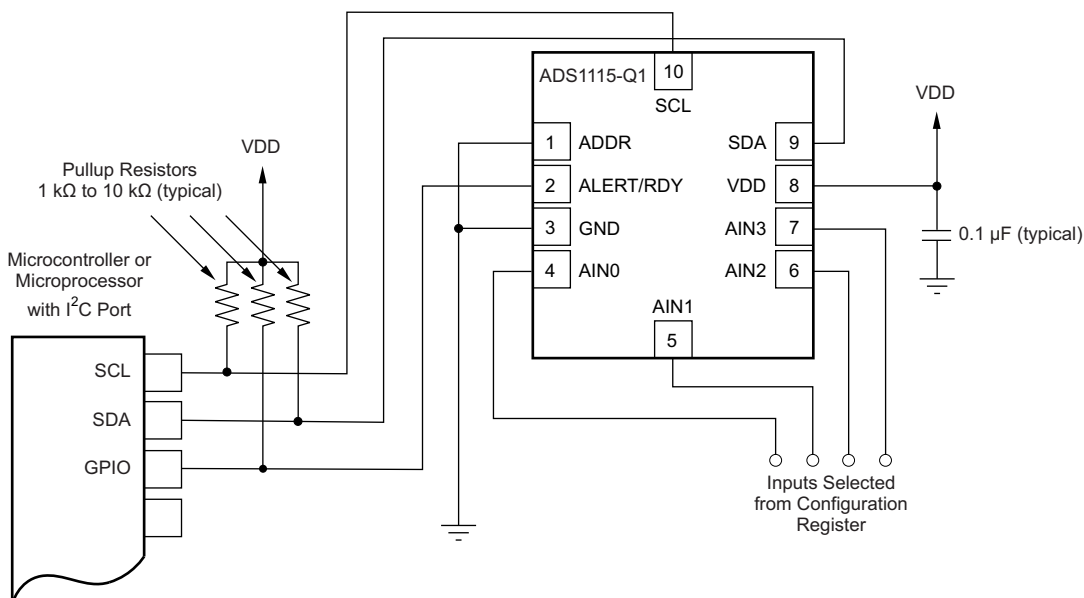 ADS1115-Q1
10
SCL
1
ADDR
2
ALERT/RDY
3
GND
4
AIN0
SDA
9
VDD
8
AIN3
7
AIN2
6
AIN1
5
VDD
0.1 µF (typical)
VDD
Pullup Resistors
1 kΩ to 10 kΩ (typical)
Microcontroller or
Microprocessor
with I²C Port
SCL
SDA
GPIO
Inputs Selected
from Configuration
Register